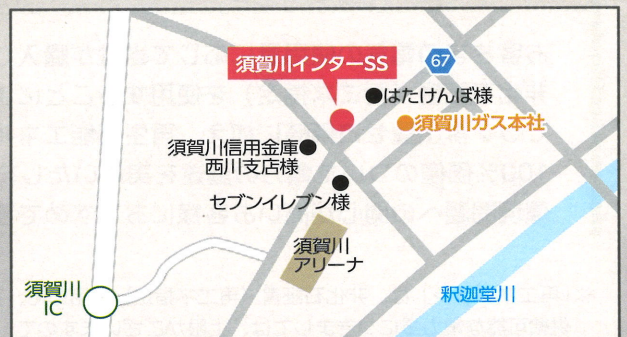 須賀川インターSS
67
はたけんぽ様
須賀川ガス本社
須賀川信用金庫
西川支店様
セブンイレブン様
須賀川
アリーナ
須賀川
IC
釈迦堂川